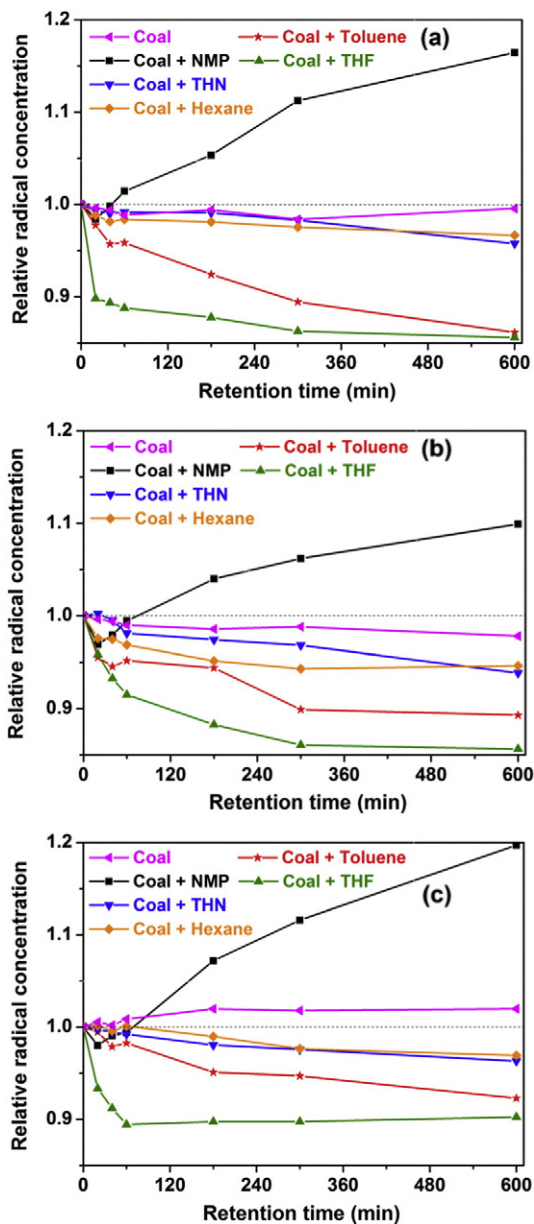 1.2
Coal
Coal + Toluene
(a)
Coal + NMP
Coal + THF
Coal + THN
Coal + Hexane
1.1
1.0
0.9
Relative radical concentration
0 120 240 360 480 600
Retention time (min)
1.2
Coal
Coal + Toluene
(b)
Coal + NMP
Coal + THF
Coal + THN
Coal + Hexane
1.1
1.0
0.9
Relative radical concentration
0 120 240 360 480 600
Retention time (min)
1.2
Coal
Coal + Toluene
Coal + NMP
Coal + THF
(c)
Coal + THN
Coal + Hexane
1.1
1.0
0.9
Relative radical concentration
0 120 240 360 480 600
Retention time (min)